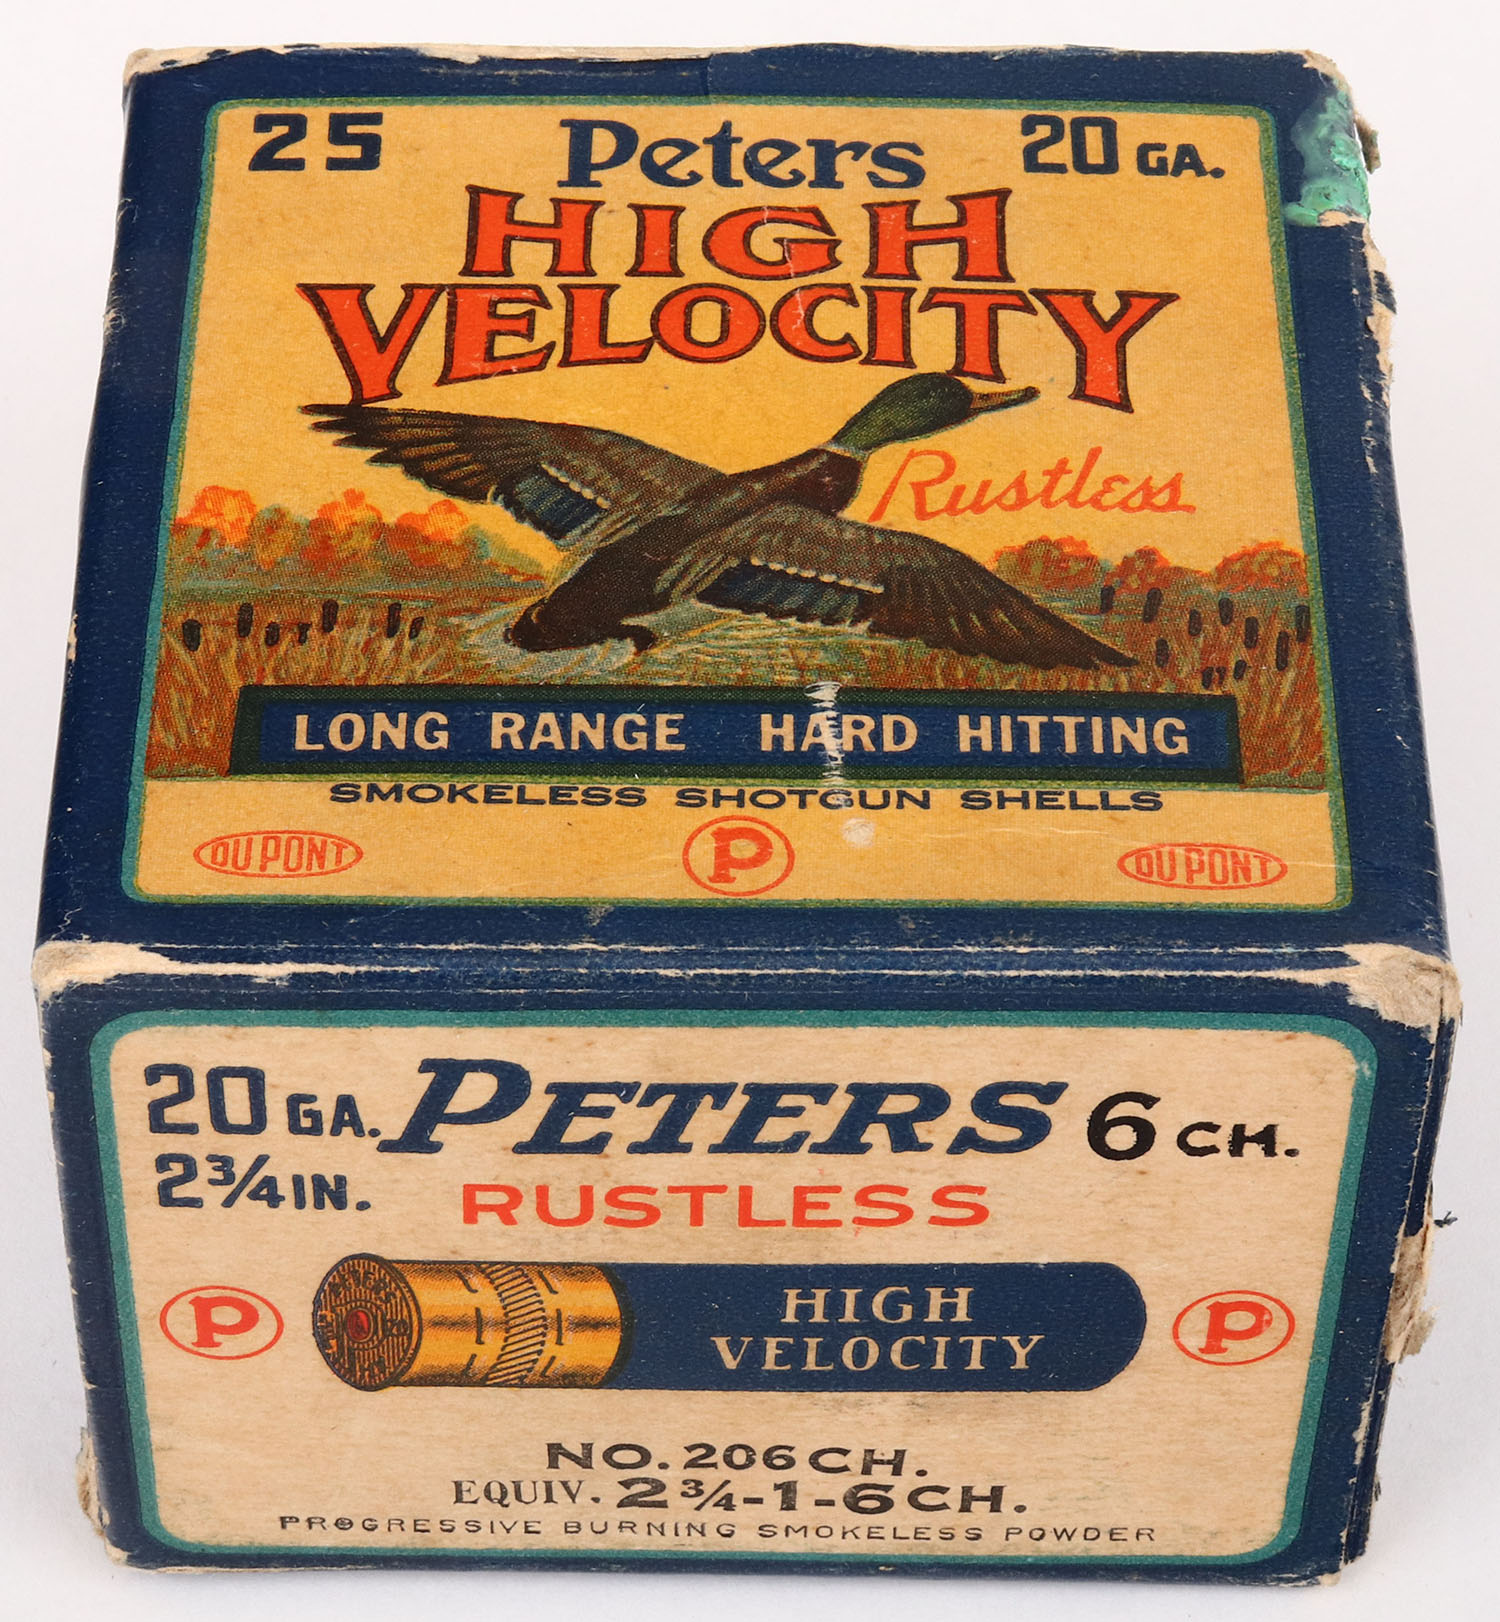 25 Peters 20 GA.
HIGH
VELOCITY
Rustless
LONG RANGE HARD HITTING
SMOKELESS SHOTGUN SHELLS
DU PONT P DU PONT
20 GA. PETERS 6 CH.
2¾ IN. RUSTLESS
P HIGH P
VELOCITY
PETERS
NO. 206 CH.
EQUIV. 2¾-1-6 CH.
PROGRESSIVE BURNING SMOKELESS POWDER